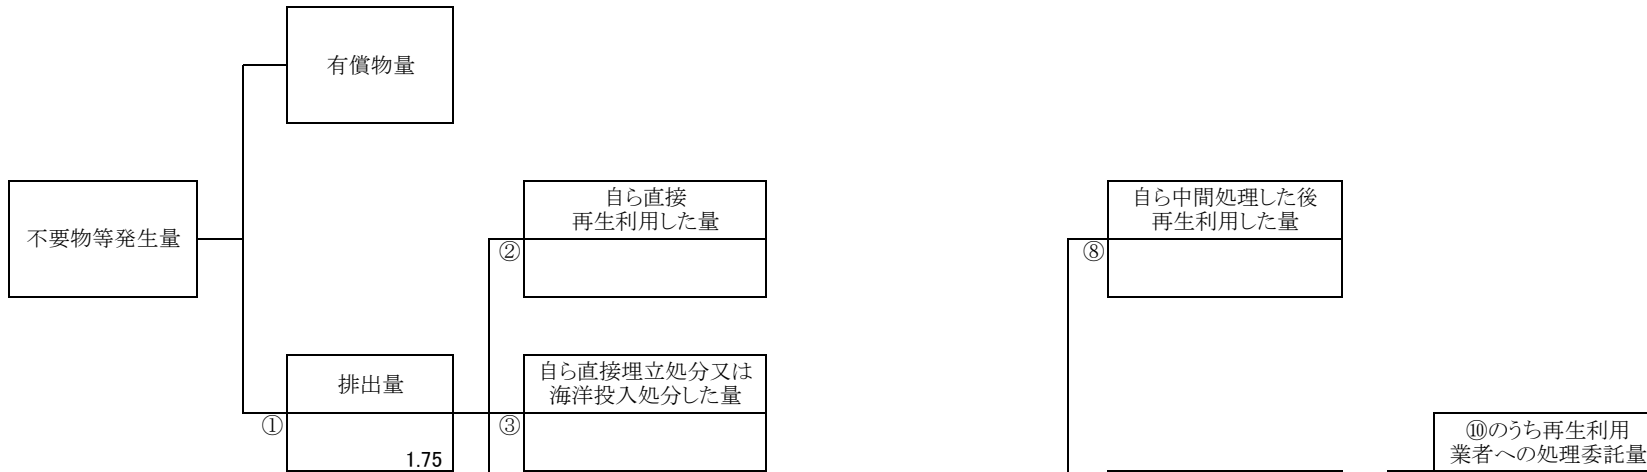 有償物量
不要物等発生量
自ら直接
再生利用した量
②
自ら中間処理した後
再生利用した量
⑧
排出量
①
1.75
自ら直接埋立処分又は
海洋投入処分した量
③
⑩のうち再生利用
業者への処理委託量